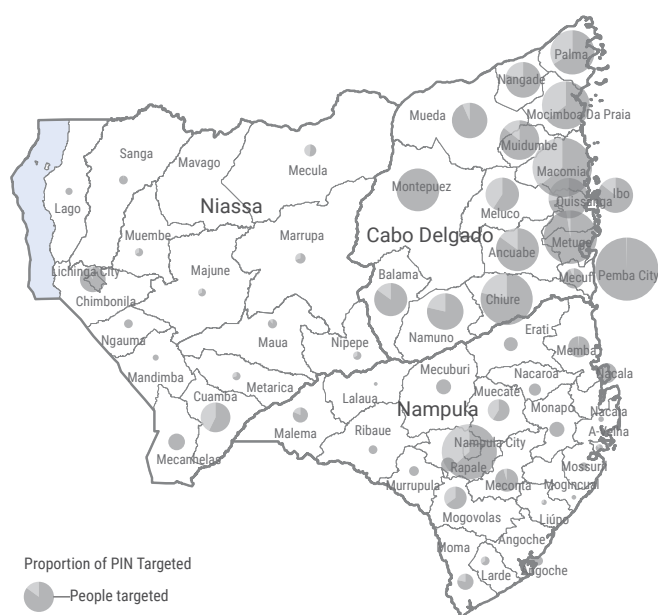 Palma
Nangade
Mueda
Mocimboa Da Praia
Muidumbe
Sanga
Mavago
Mecula
Macomia
Montepuez
Ibo
Lago
Niassa
Meluco
Quissanga
Muembe
Marrupa
Cabo Delgado
Metuge
Ancuabe
Lichinga City
Majune
Balama
Mecufi
Pemba City
Chimbonila
Chiure
Ngauma
Maua
Nipepe
Namuno
Erati
Memba
Mandimba
Metarica
Mecuburi
Nacaroa
Nacala
Cuamba
Lalaua
Muecate
Nampula
Monapo
Nacala
A-Velha
Malema
Ribaue
Nampula City
Mecanhelas
Rapale
Mossuril
Murrupula
Meconta
Mogincual
Mogovolas
Liúpo
Angoche
Moma
Larde
Angoche
Proportion of PIN Targeted
People targeted